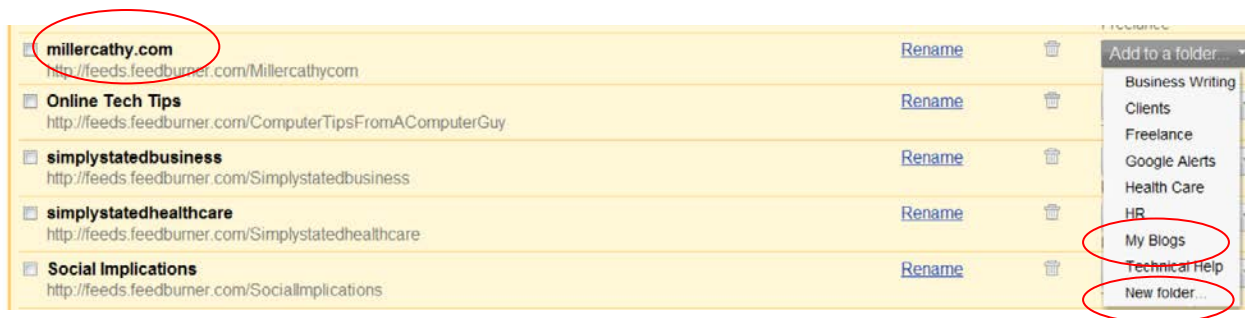 Freelance
millercathy.com
Rename
Add to a folder...
http://feeds.feedburner.com/Millercathycom
Online Tech Tips
Rename
http://feeds.feedburner.com/ComputerTipsFromAComputerGuy
simplystatedbusiness
Rename
http://feeds.feedburner.com/Simplystatedbusiness
simplystatedhealthcare
Rename
http://feeds.feedburner.com/Simplystatedhealthcare
Social Implications
Rename
http://feeds.feedburner.com/SocialImplications
Business Writing
Clients
Freelance
Google Alerts
Health Care
HR
My Blogs
Technical Help
New folder...